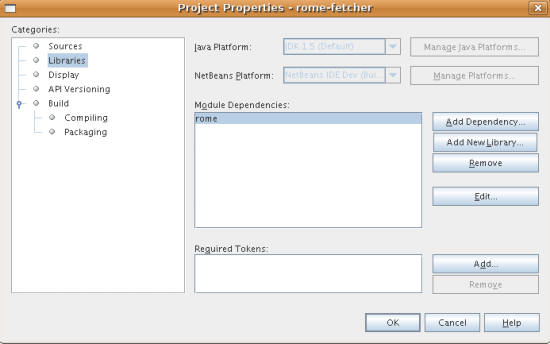 Project Properties - rome-fetcher
Categories:
Sources
Libraries
Display
API Versioning
Build
Compiling
Packaging
Java Platform: JDK 1.5 (Default) Manage Java Platforms...
NetBeans Platform: NetBeans IDE Dev (Bui... Manage Platforms...
Module Dependencies:
rome
Add Dependency...
Add New Library...
Remove
Edit...
Required Tokens:
Add...
Remove
OK Cancel Help